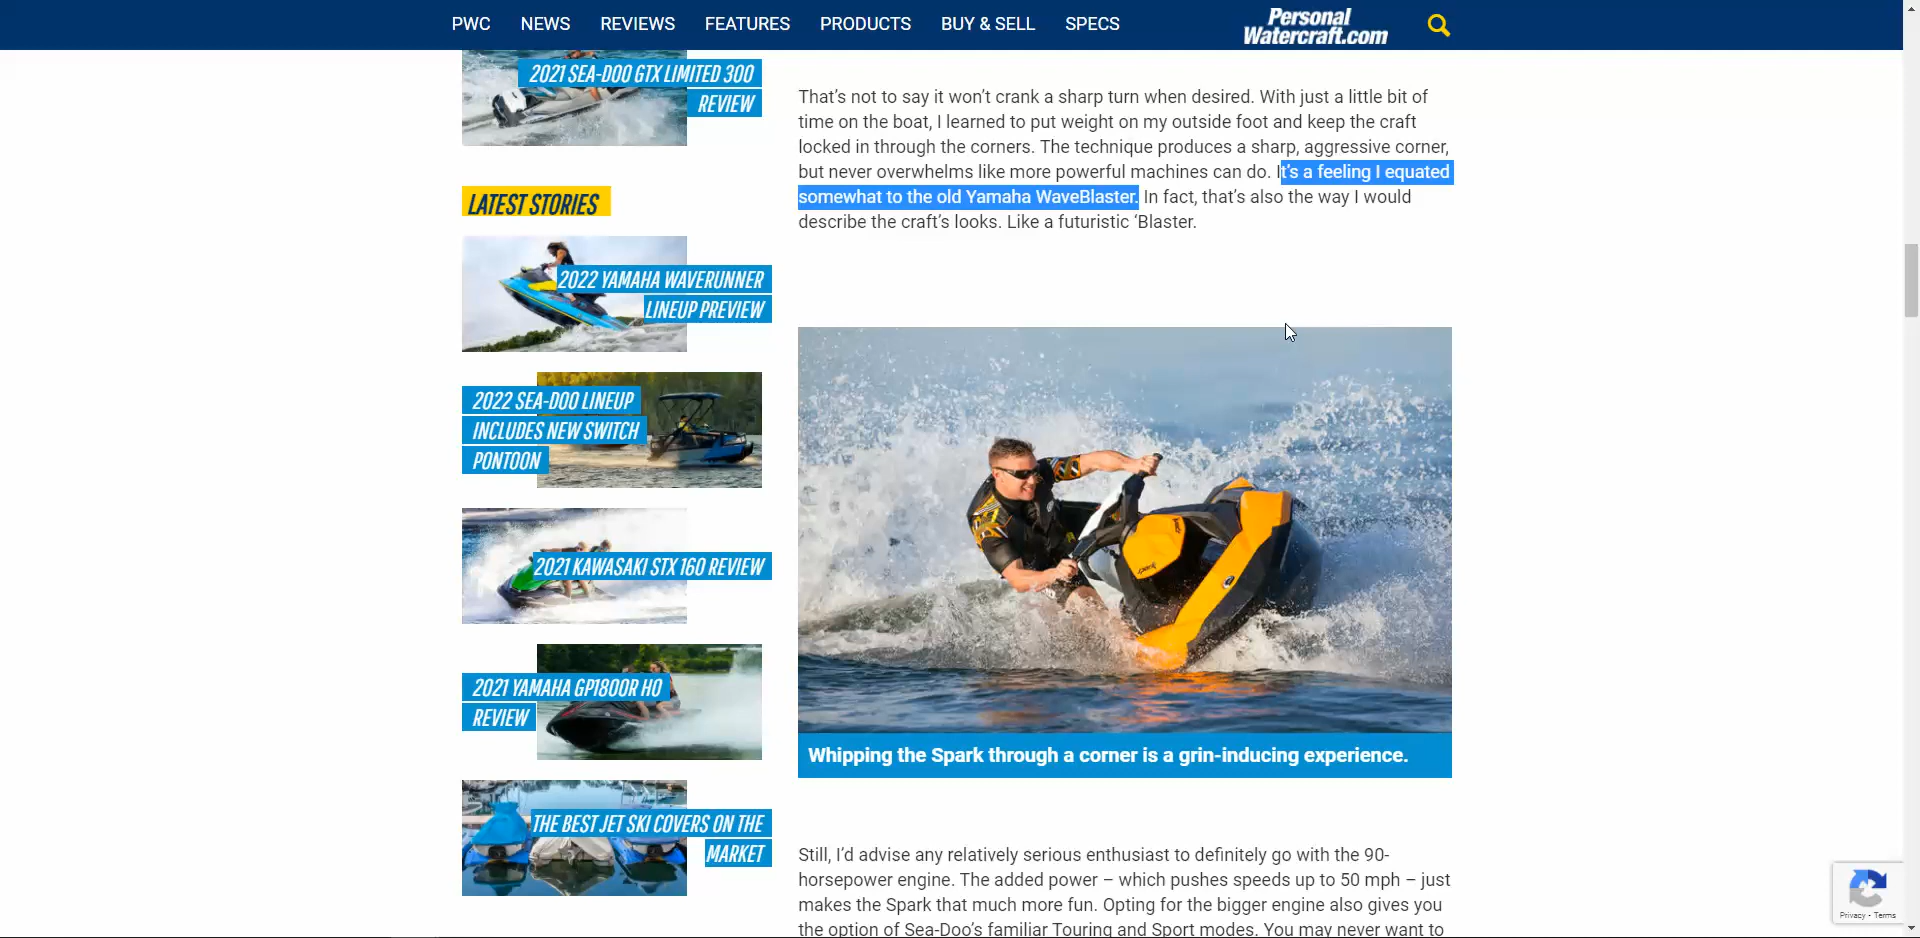 PWC NEWS REVIEWS FEATURES PRODUCTS BUY & SELL SPECS
Personal
Watercraft.com
2021 SEA-DOO GTX LIMITED 300
REVIEW
LATEST STORIES
2022 YAMAHA WAVERUNNER
LINEUP PREVIEW
2022 SEA-DOO LINEUP
INCLUDES NEW SWITCH
PONTOON
2021 KAWASAKI STX 160 REVIEW
2021 YAMAHA GP1800R HO
REVIEW
THE BEST JET SKI COVERS ON THE
MARKET
That’s not to say it won’t crank a sharp turn when desired. With just a little bit of
time on the boat, I learned to put weight on my outside foot and keep the craft
locked in through the corners. The technique produces a sharp, aggressive corner,
but never overwhelms like more powerful machines can do. It’s a feeling I equated
somewhat to the old Yamaha WaveBlaster. In fact, that’s also the way I would
describe the craft’s looks. Like a futuristic ‘Blaster.
spark
Whipping the Spark through a corner is a grin-inducing experience.
Still, I’d advise any relatively serious enthusiast to definitely go with the 90-
horsepower engine. The added power – which pushes speeds up to 50 mph – just
makes the Spark that much more fun. Opting for the bigger engine also gives you
the option of Sea-Doo’s familiar Touring and Sport modes. You may never want to
Privacy - Terms